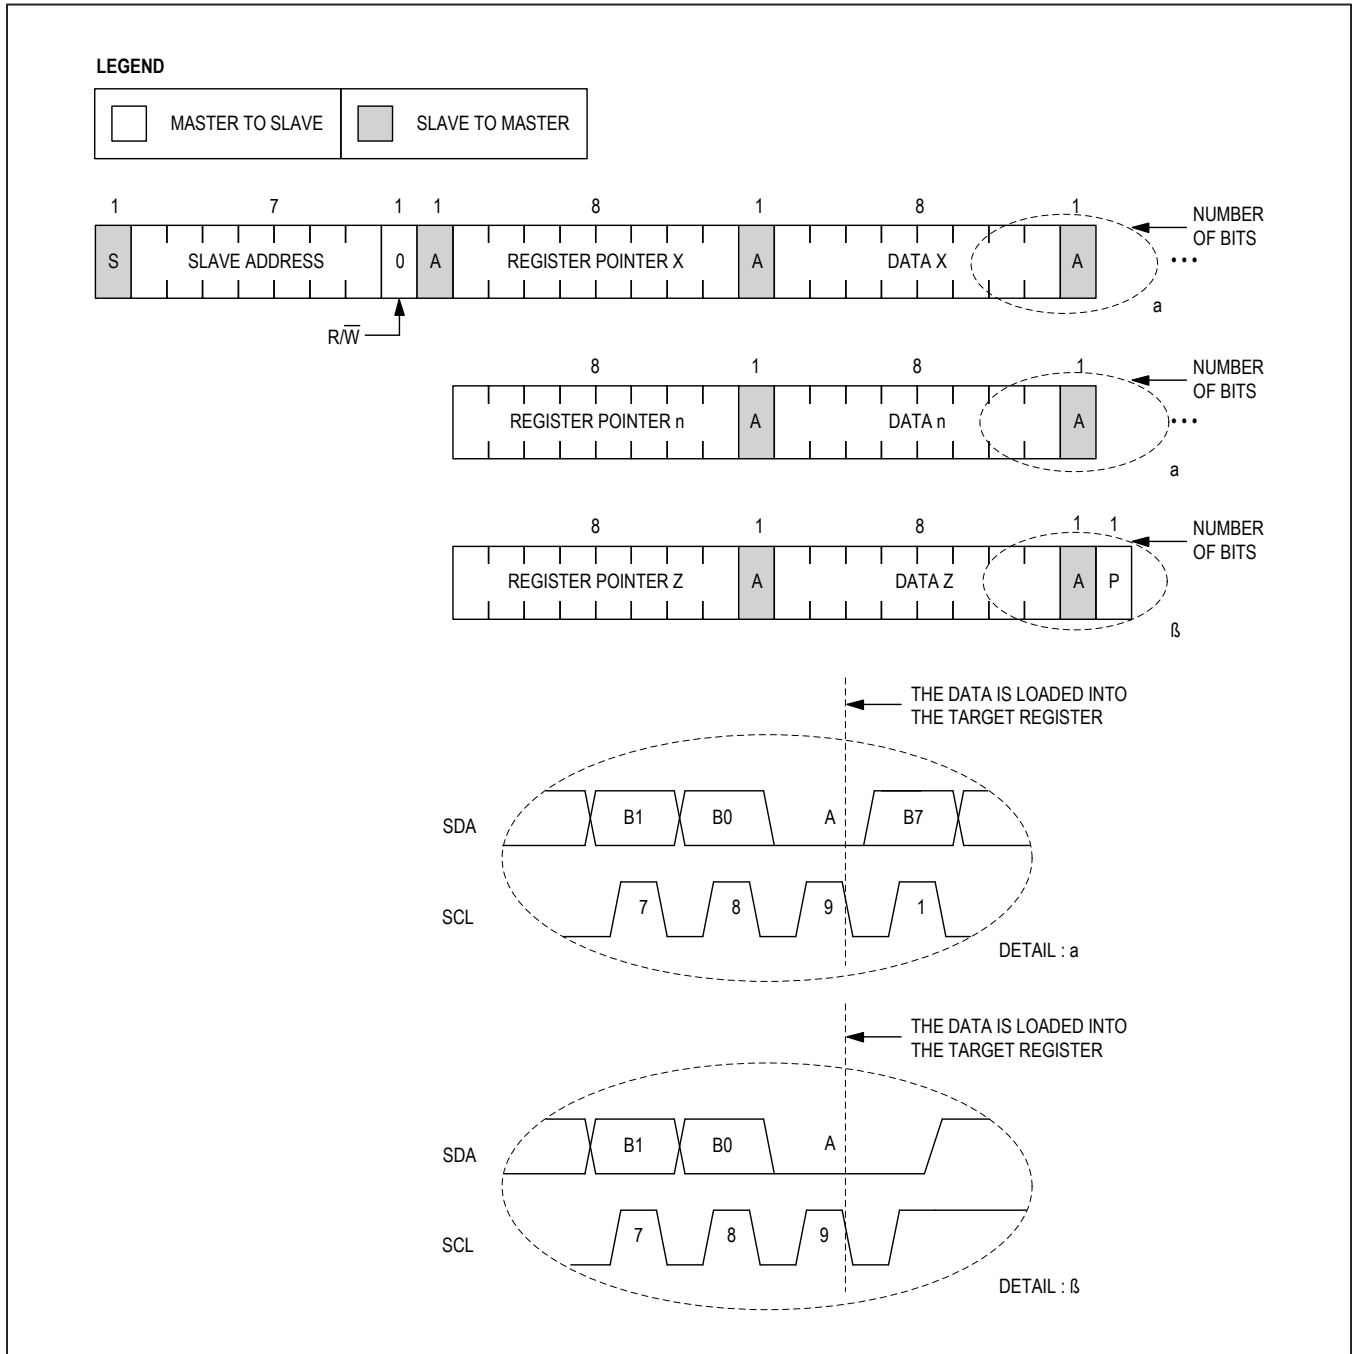 LEGEND
MASTER TO SLAVE
SLAVE TO MASTER
1 7 1 1 8 1 8 1
NUMBER
OF BITS
S SLAVE ADDRESS 0 A REGISTER POINTER X A DATA X A •••
a
R/W̅
8 1 8 1
NUMBER
OF BITS
REGISTER POINTER n A DATA n A •••
a
8 1 8 1 1
NUMBER
OF BITS
REGISTER POINTER Z A DATA Z A P
ß
THE DATA IS LOADED INTO
THE TARGET REGISTER
SDA B1 B0 A B7
SCL 7 8 9 1
DETAIL : a
THE DATA IS LOADED INTO
THE TARGET REGISTER
SDA B1 B0 A
SCL 7 8 9
DETAIL : ß